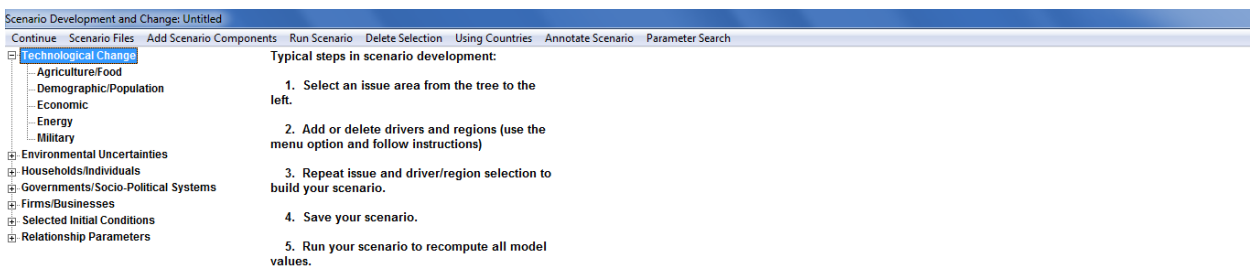 Scenario Development and Change: Untitled
Continue Scenario Files Add Scenario Components Run Scenario Delete Selection Using Countries Annotate Scenario Parameter Search
Technological Change
Agriculture/Food
Demographic/Population
Economic
Energy
Military
Environmental Uncertainties
Households/Individuals
Governments/Socio-Political Systems
Firms/Businesses
Selected Initial Conditions
Relationship Parameters
Typical steps in scenario development:
1. Select an issue area from the tree to the
left.
2. Add or delete drivers and regions (use the
menu option and follow instructions)
3. Repeat issue and driver/region selection to
build your scenario.
4. Save your scenario.
5. Run your scenario to recompute all model
values.